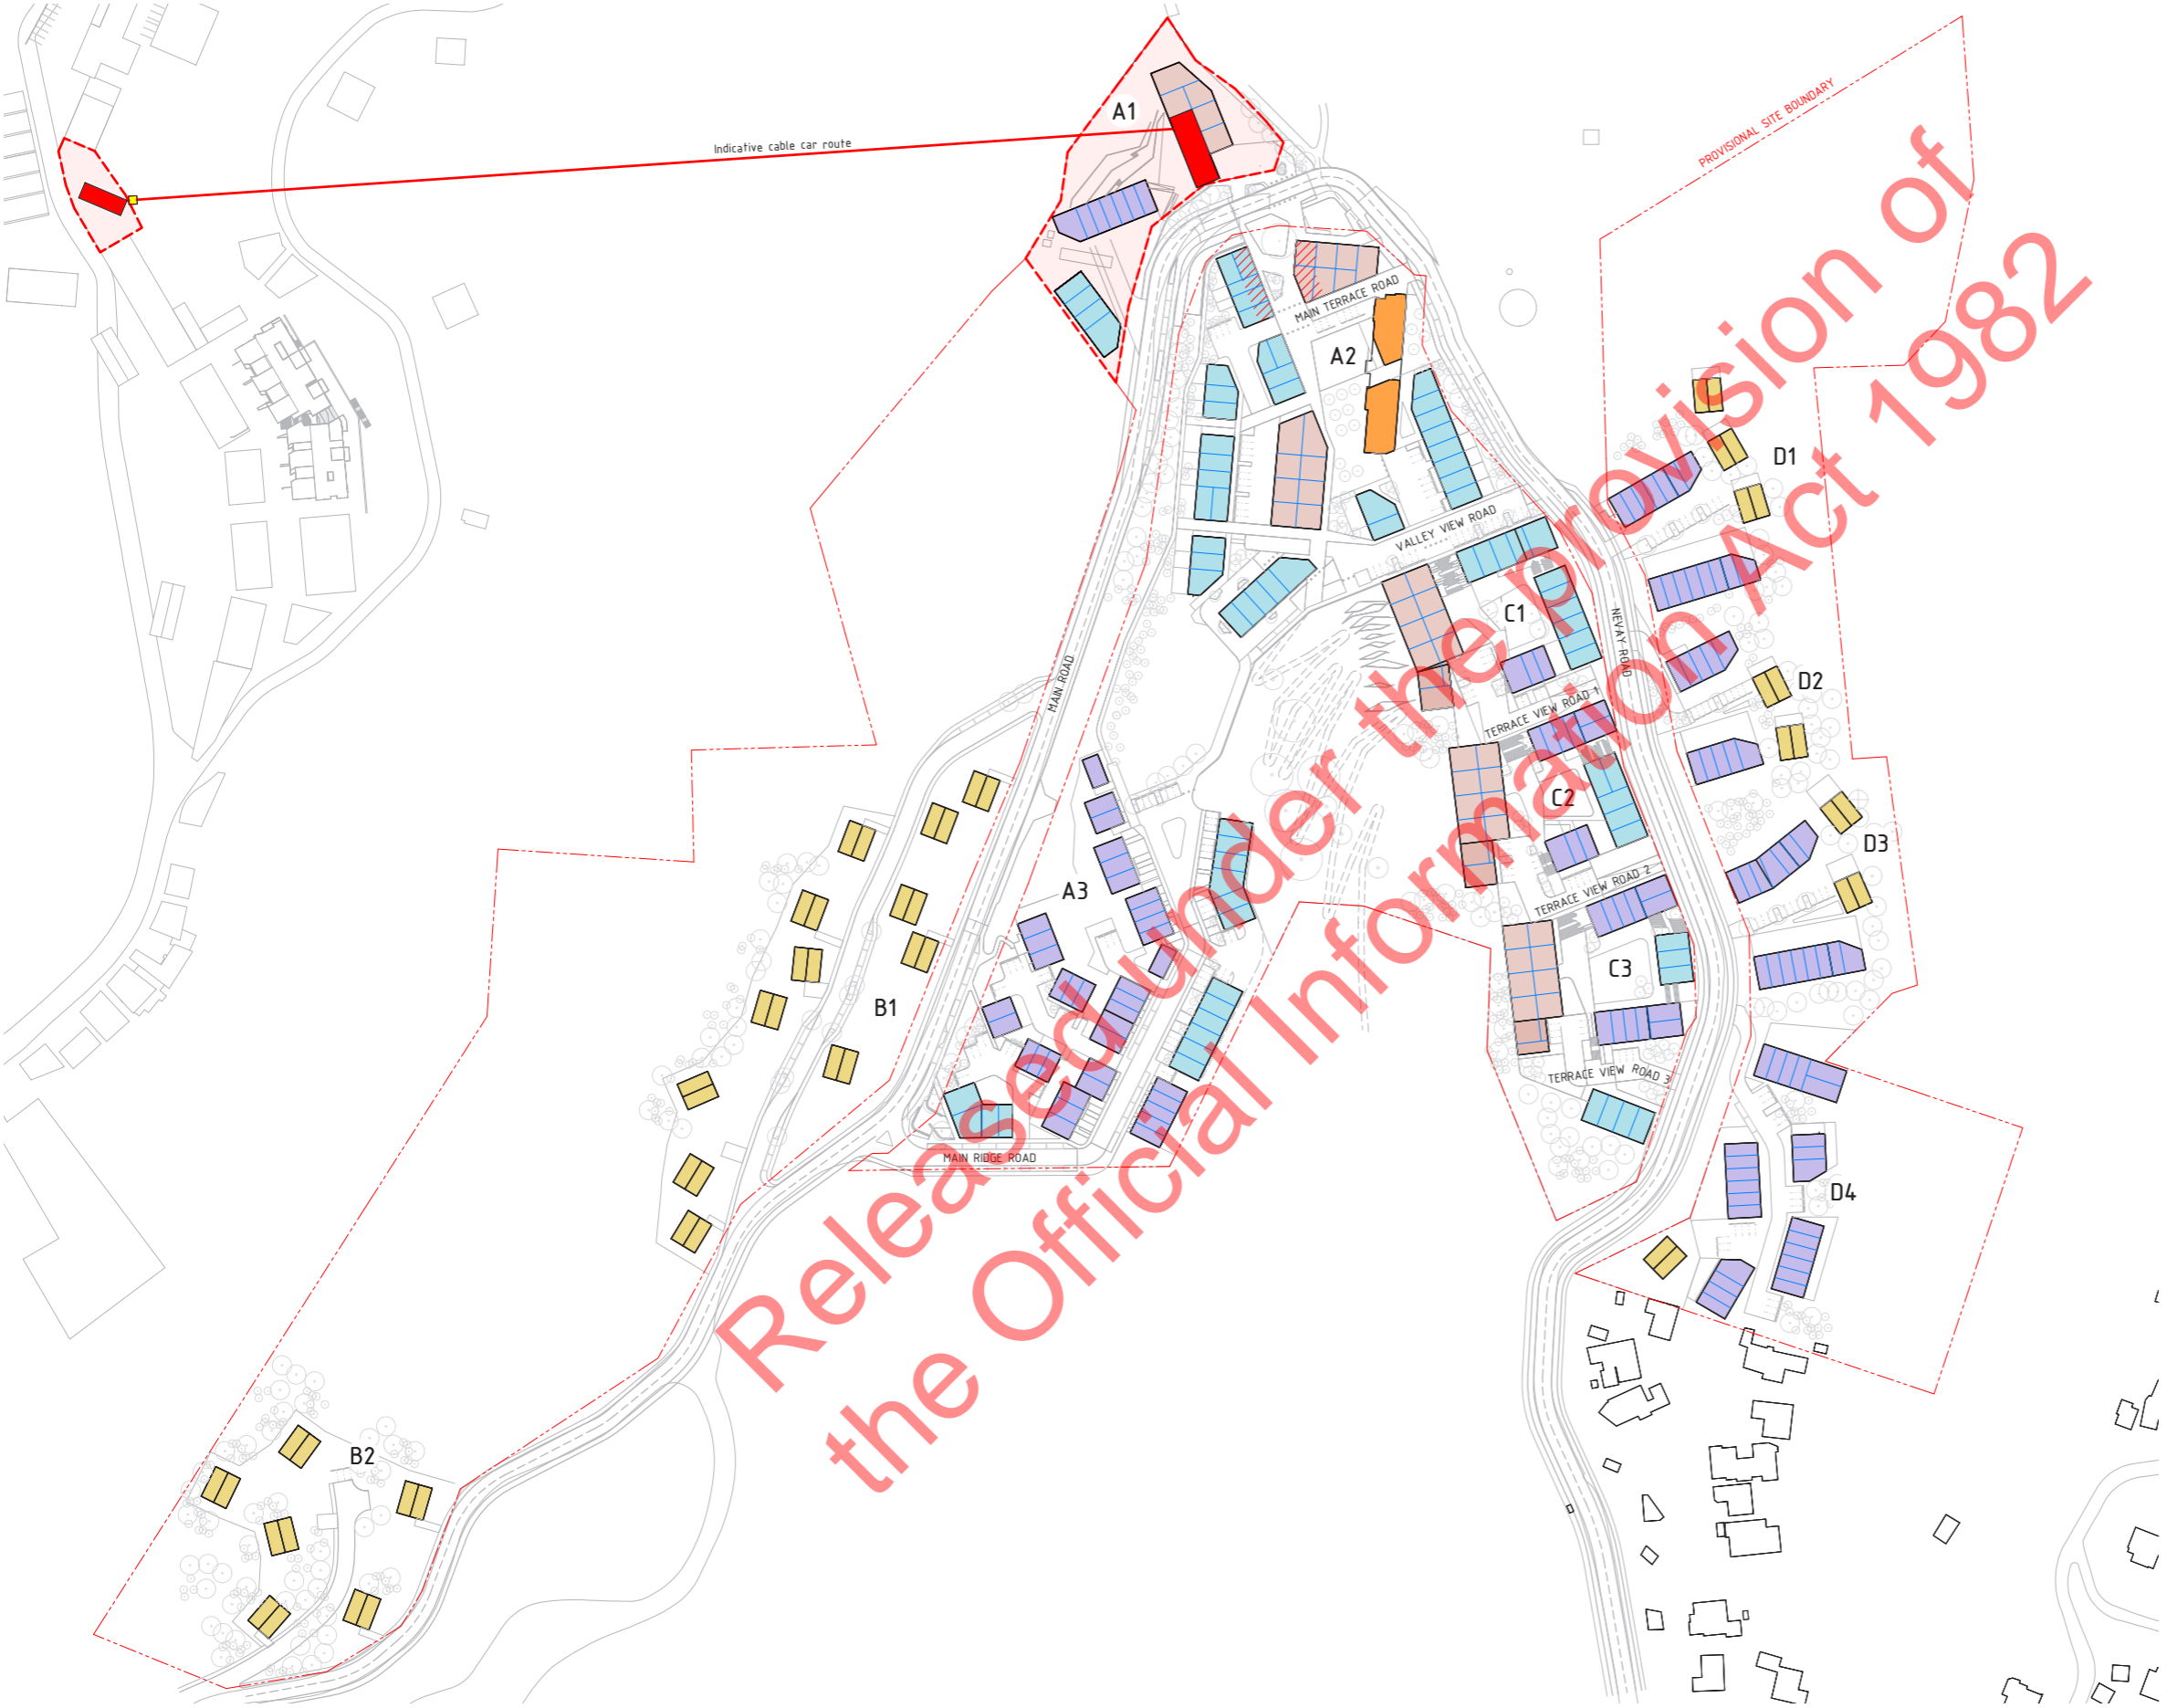 PROVISIONAL SITE BOUNDARY
A1
Indicative cable car route
MAIN TERRACE ROAD
A2
D1
VALLEY VIEW ROAD
C1
NEVAY ROAD
MAIN ROAD
D2
TERRACE VIEW ROAD 1
C2
D3
A3
TERRACE VIEW ROAD 2
C3
B1
TERRACE VIEW ROAD 3
MAIN RIDGE ROAD
D4
B2
Released under the provision of
the Official Information Act 1982